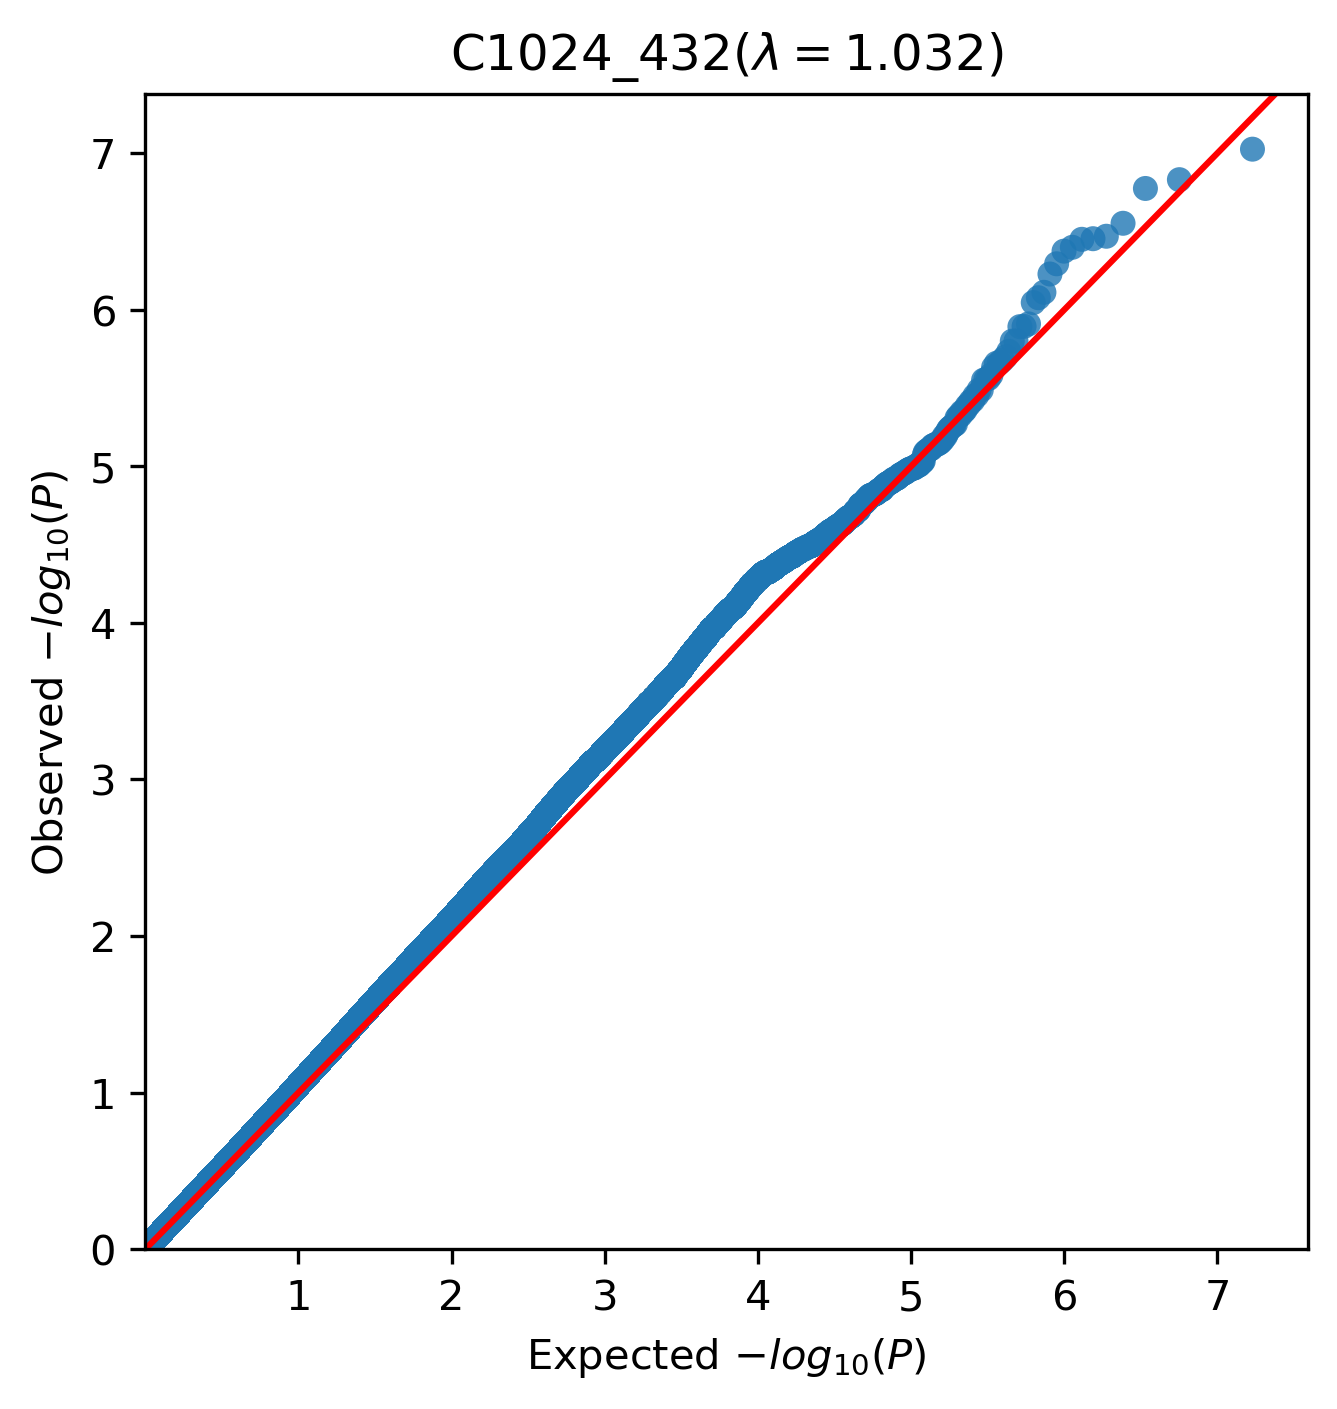 C1024_432(λ = 1.032)
7
6
5
4
3
2
1
0
Observed −log10(P)
1 2 3 4 5 6 7
Expected −log10(P)